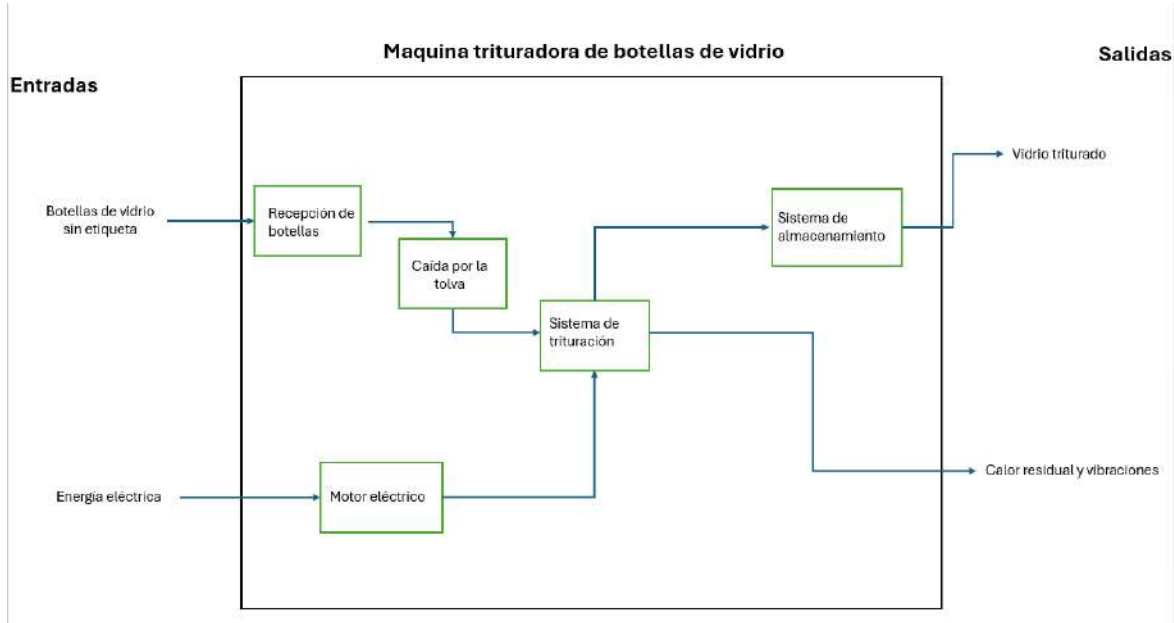 Maquina trituradora de botellas de vidrio
Entradas
Salidas
Vidrio triturado
Botellas de vidrio
sin etiqueta
Recepción de
botellas
Sistema de
almacenamiento
Caída por la
tolva
Sistema de
trituración
Calor residual y vibraciones
Energía eléctrica
Motor eléctrico